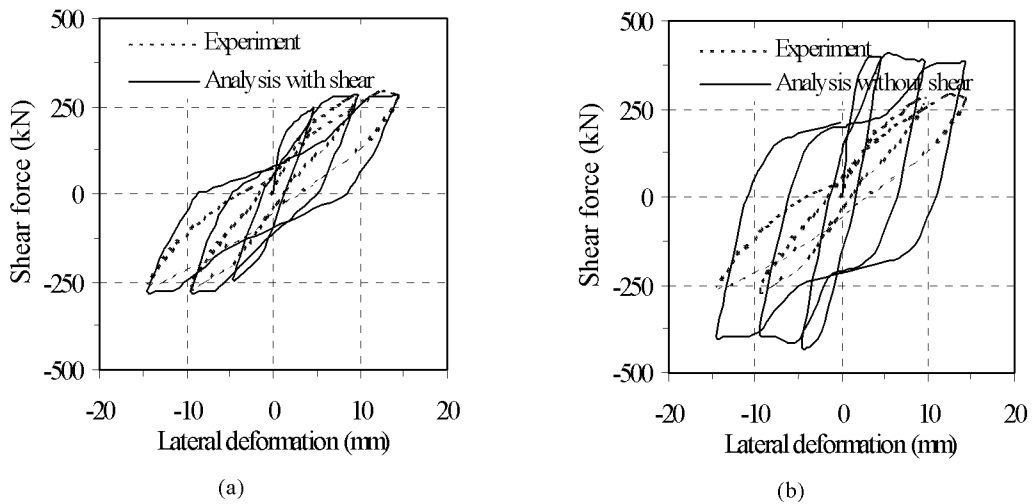 500
Experiment
Analysis with shear
250
0
-250
-500
-20
-10
0
10
20
Shear force (kN)
Lateral deformation (mm)
(a)
500
Experiment
Analysis without shear
250
0
-250
-500
-20
-10
0
10
20
Shear force (kN)
Lateral deformation (mm)
(b)